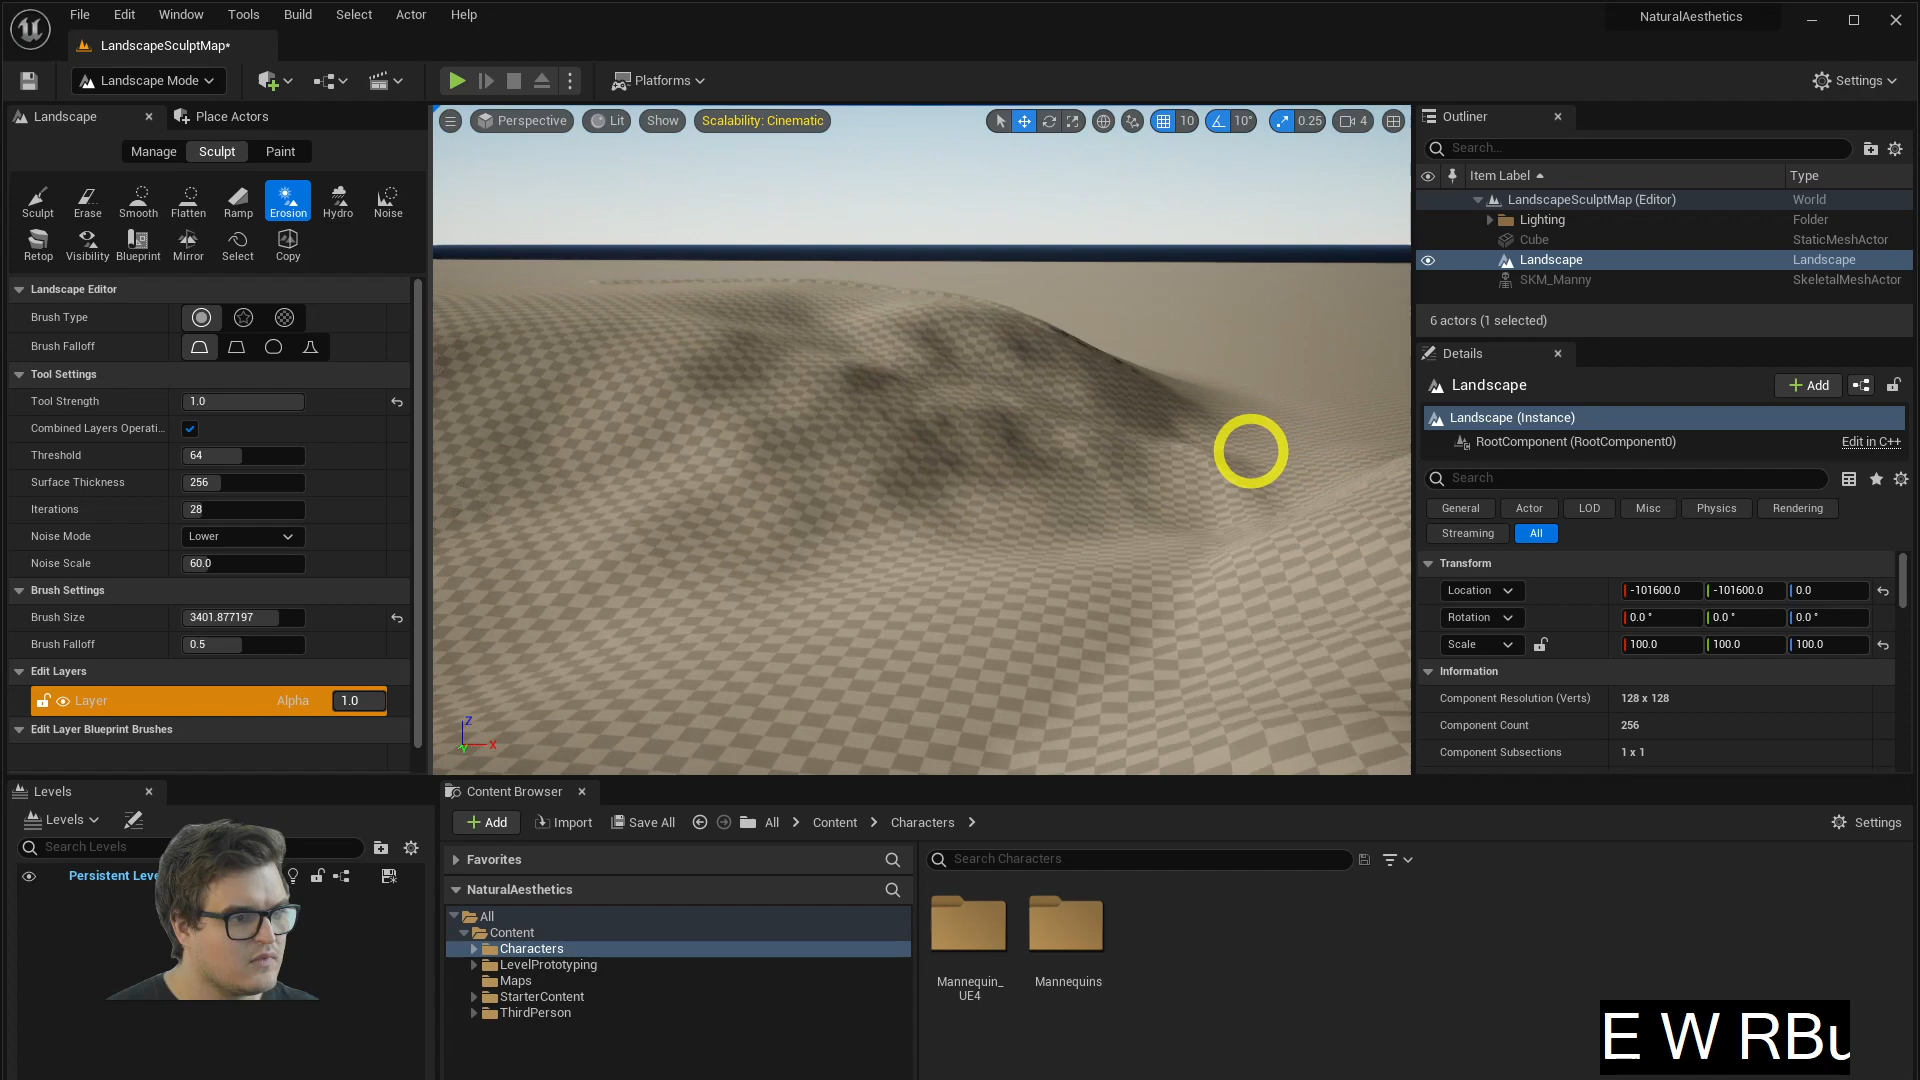 File Edit Window Tools Build Select Actor Help
NaturalAesthetics
LandscapeSculptMap*
Landscape Mode
Platforms
Settings
Landscape
Place Actors
Manage Sculpt Paint
Sculpt Erase Smooth Flatten Ramp Erosion Hydro Noise
Retop Visibility Blueprint Mirror Select Copy
Landscape Editor
Brush Type
Brush Falloff
Tool Settings
Tool Strength 1.0
Combined Layers Operati...
Threshold 64
Surface Thickness 256
Iterations 28
Noise Mode Lower
Noise Scale 60.0
Brush Settings
Brush Size 3401.877197
Brush Falloff 0.5
Edit Layers
Layer Alpha 1.0
Edit Layer Blueprint Brushes
Perspective Lit Show Scalability: Cinematic
10 10° 0.25 4
Z
X
Y
Outliner
Search...
Item Label Type
LandscapeSculptMap (Editor) World
Lighting Folder
Cube StaticMeshActor
Landscape Landscape
SKM_Manny SkeletalMeshActor
6 actors (1 selected)
Details
Landscape Add
Landscape (Instance)
RootComponent (RootComponent0) Edit in C++
Search
General Actor LOD Misc Physics Rendering
Streaming All
Transform
Location -101600.0 -101600.0 0.0
Rotation 0.0 ° 0.0 ° 0.0 °
Scale 100.0 100.0 100.0
Information
Component Resolution (Verts) 128 x 128
Component Count 256
Component Subsections 1 x 1
Levels
Levels
Search Levels
Persistent Leve
Content Browser
Add Import Save All All Content Characters
Settings
Favorites
NaturalAesthetics
All
Content
Characters
LevelPrototyping
Maps
StarterContent
ThirdPerson
Search Characters
Mannequin_
UE4
Mannequins
E W RBu